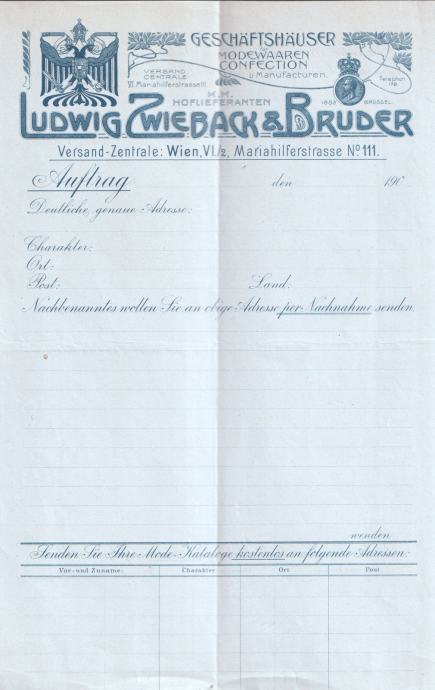 GESCHÄFTSHÄUSER
MODEWAAREN
CONFECTION
u. Manufacturen.
VERSAND
CENTRALE
VI. Mariahilferstrasse 111
Telephon
1888 BRÜSSEL.
K.K.
HOFLIEFERANTEN
LUDWIG ZWIEBACK & BRUDER
Versand-Zentrale: Wien, VI./2, Mariahilferstrasse No 111.
Auftrag den 190
Deutliche, genaue Adresse:
Charakter:
Ort:
Post: Land:
Nachbenanntes wollen Sie an obige Adresse per Nachnahme senden.
wenden
Senden Sie Ihre Mode-Kataloge kostenlos an folgende Adressen:
Vor- und Zuname: Charakter Ort Post